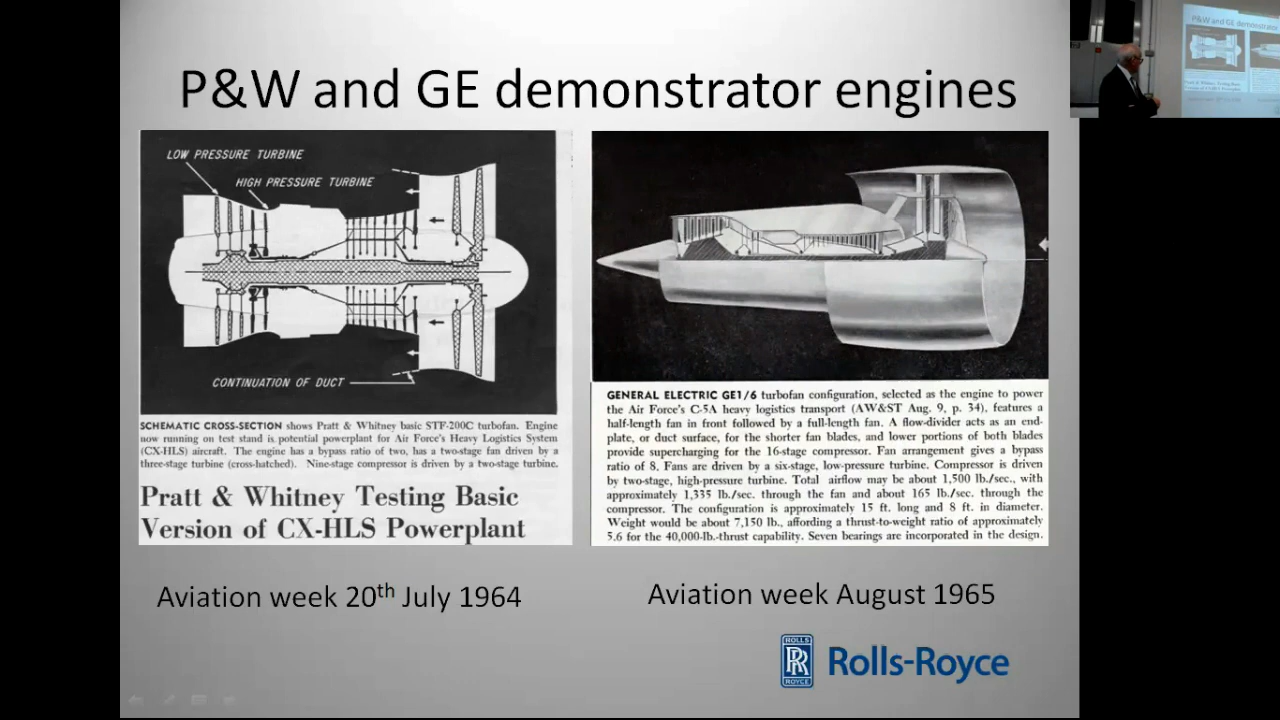 P&W and GE demonstrator engines
LOW PRESSURE TURBINE
HIGH PRESSURE TURBINE
CONTINUATION OF DUCT
SCHEMATIC CROSS-SECTION shows Pratt & Whitney basic STF-200C turbofan. Engine
now running on test stand is potential powerplant for Air Force's Heavy Logistics System
(CX-HLS) aircraft. The engine has a bypass ratio of two, has a two-stage fan driven by a
three-stage turbine (cross-hatched). Nine-stage compressor is driven by a two-stage turbine.
Pratt & Whitney Testing Basic
Version of CX-HLS Powerplant
Aviation week 20th July 1964
GENERAL ELECTRIC GE1/6 turbofan configuration, selected as the engine to power
the Air Force's C-5A heavy logistics transport (AW&ST Aug. 9, p. 34), features a
half-length fan in front followed by a full-length fan. A flow-divider acts as an end-
plate, or duct surface, for the shorter fan blades, and lower portions of both blades
provide supercharging for the 16-stage compressor. Fan arrangement gives a bypass
ratio of 8. Fans are driven by a six-stage, low-pressure turbine. Compressor is driven
by two-stage, high-pressure turbine. Total airflow may be about 1,500 lb./sec., with
approximately 1,335 lb./sec. through the fan and about 165 lb./sec. through the
compressor. The configuration is approximately 15 ft. long and 8 ft. in diameter.
Weight would be about 7,150 lb., affording a thrust-to-weight ratio of approximately
5.6 for the 40,000-lb.-thrust capability. Seven bearings are incorporated in the design.
Aviation week August 1965
ROLLS
RR
ROYCE
Rolls-Royce
P&W and GE demonstrator